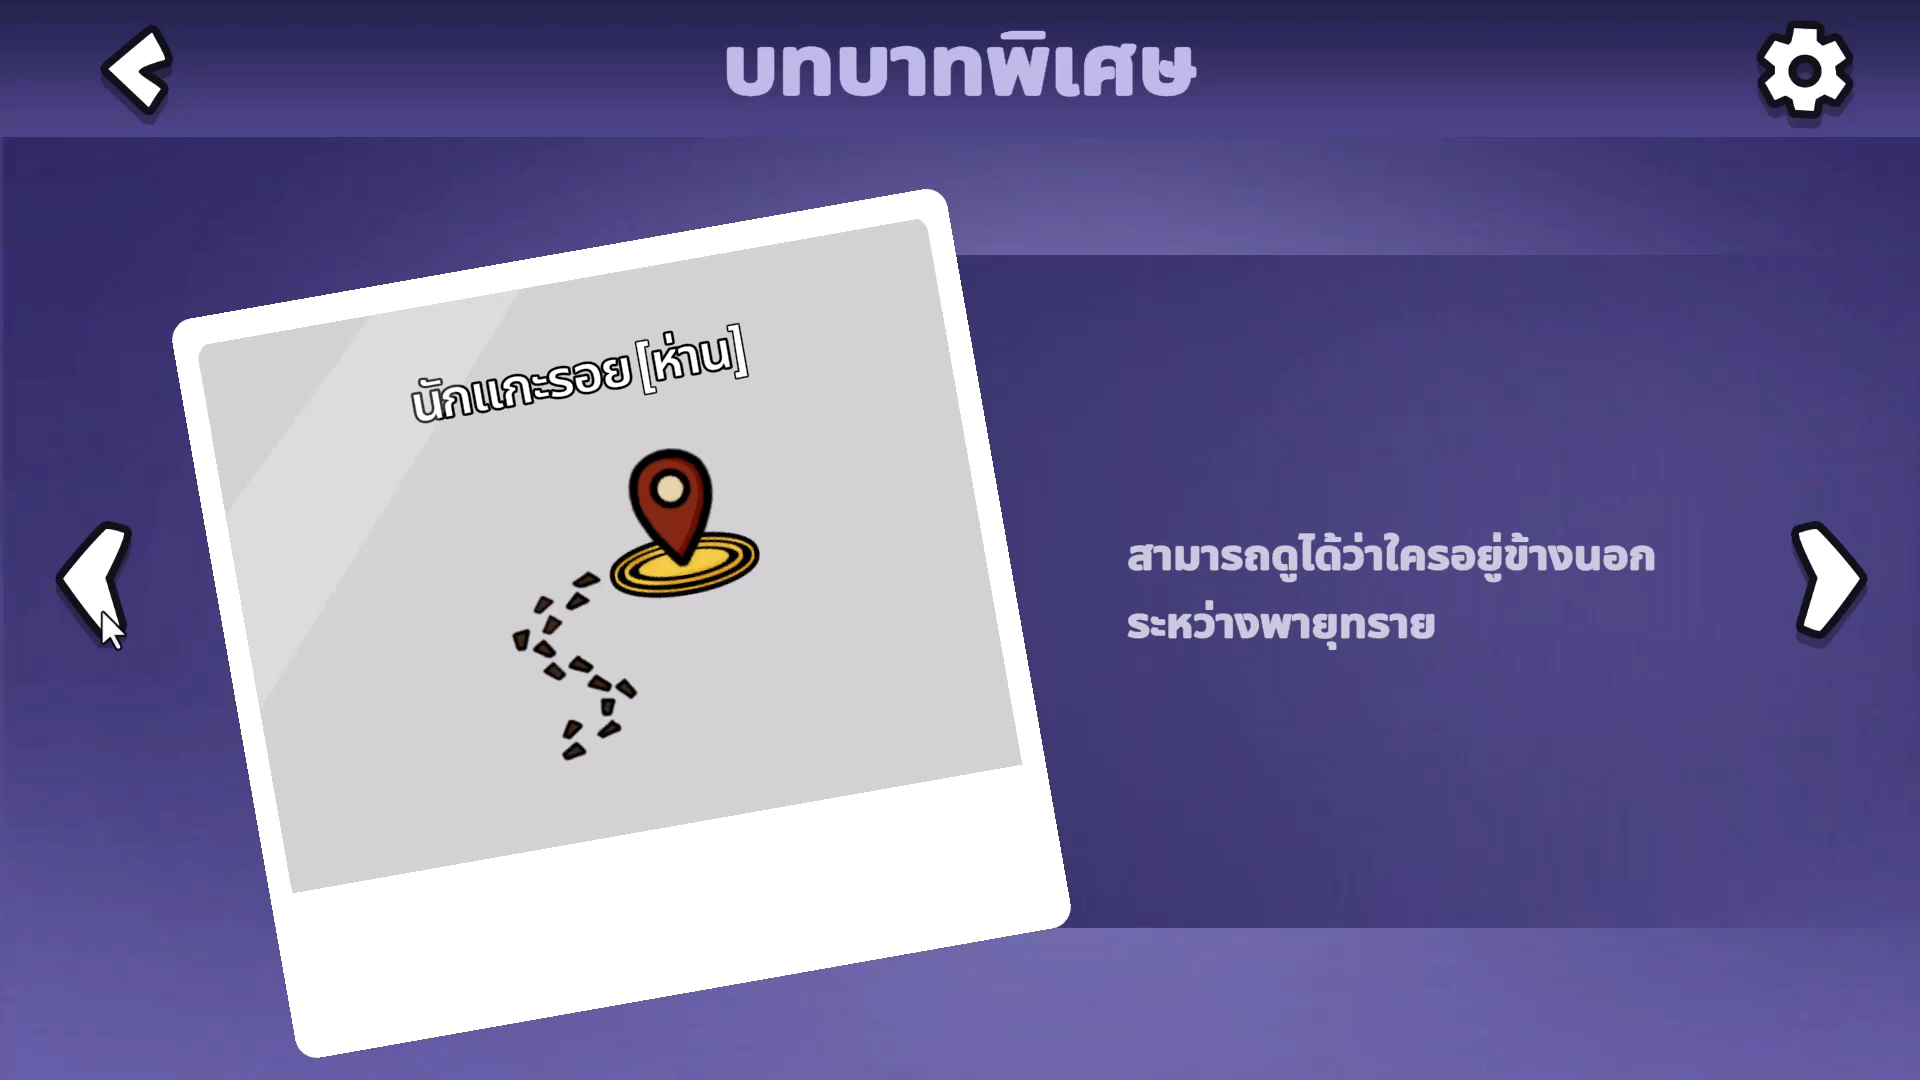 บทบาทพิเศษ
นักแกะรอย [ห่าน]
สามารถดูได้ว่าใครอยู่ข้างนอก
ระหว่างพายุทราย